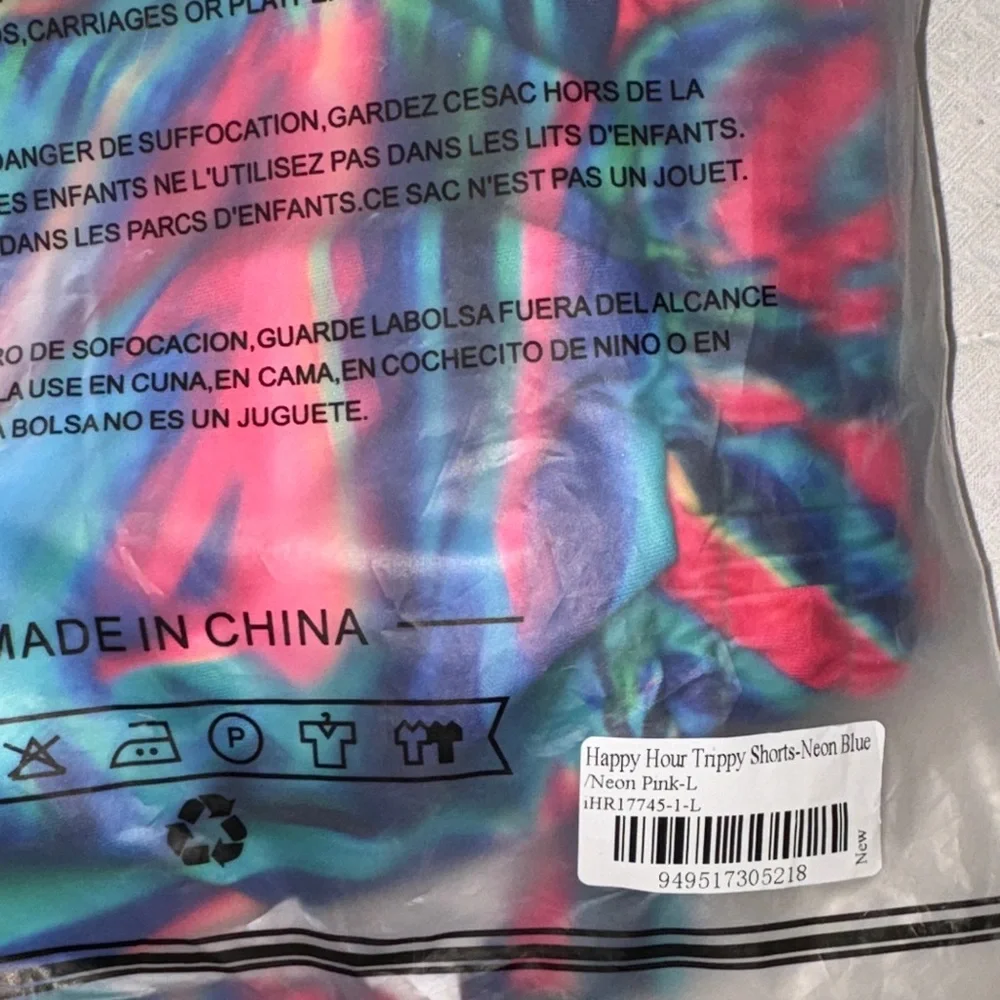 S,CARRIAGES OR PLAY
DANGER DE SUFFOCATION,GARDEZ CESAC HORS DE LA
ES ENFANTS NE L'UTILISEZ PAS DANS LES LITS D'ENFANTS.
DANS LES PARCS D'ENFANTS.CE SAC N'EST PAS UN JOUET.
RO DE SOFOCACION,GUARDE LABOLSA FUERA DEL ALCANCE
LA USE EN CUNA,EN CAMA,EN COCHECITO DE NINO O EN
A BOLSA NO ES UN JUGUETE.
MADE IN CHINA
P
Happy Hour Trippy Shorts-Neon Blue
/Neon Pink-L
iHR17745-1-L
New
949517305218